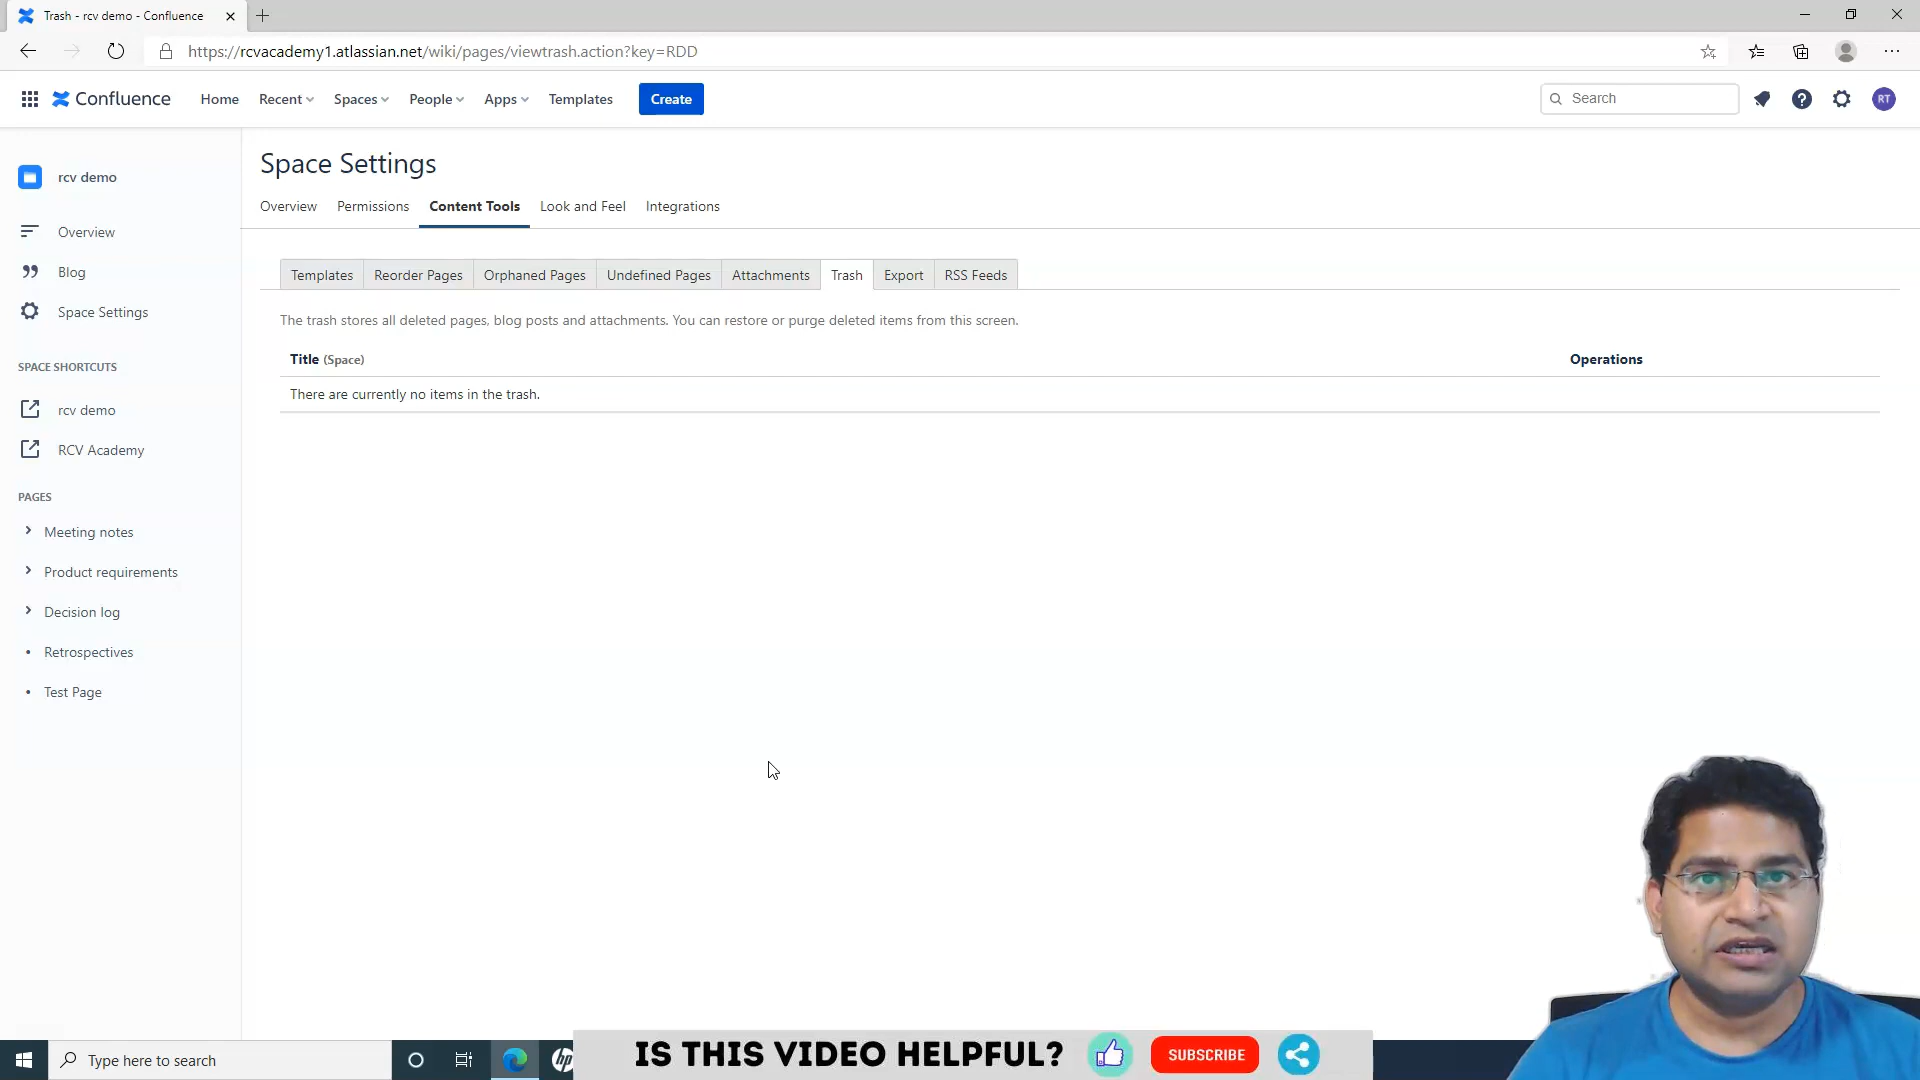 Trash - rcv demo - Confluence
https://rcvacademy1.atlassian.net/wiki/pages/viewtrash.action?key=RDD
Confluence Home Recent Spaces People Apps Templates Create Search RT
rcv demo
Overview
Blog
Space Settings
SPACE SHORTCUTS
rcv demo
RCV Academy
PAGES
Meeting notes
Product requirements
Decision log
Retrospectives
Test Page
Space Settings
Overview Permissions Content Tools Look and Feel Integrations
Templates Reorder Pages Orphaned Pages Undefined Pages Attachments Trash Export RSS Feeds
The trash stores all deleted pages, blog posts and attachments. You can restore or purge deleted items from this screen.
Title (Space) Operations
There are currently no items in the trash.
Type here to search
hp
IS THIS VIDEO HELPFUL? SUBSCRIBE